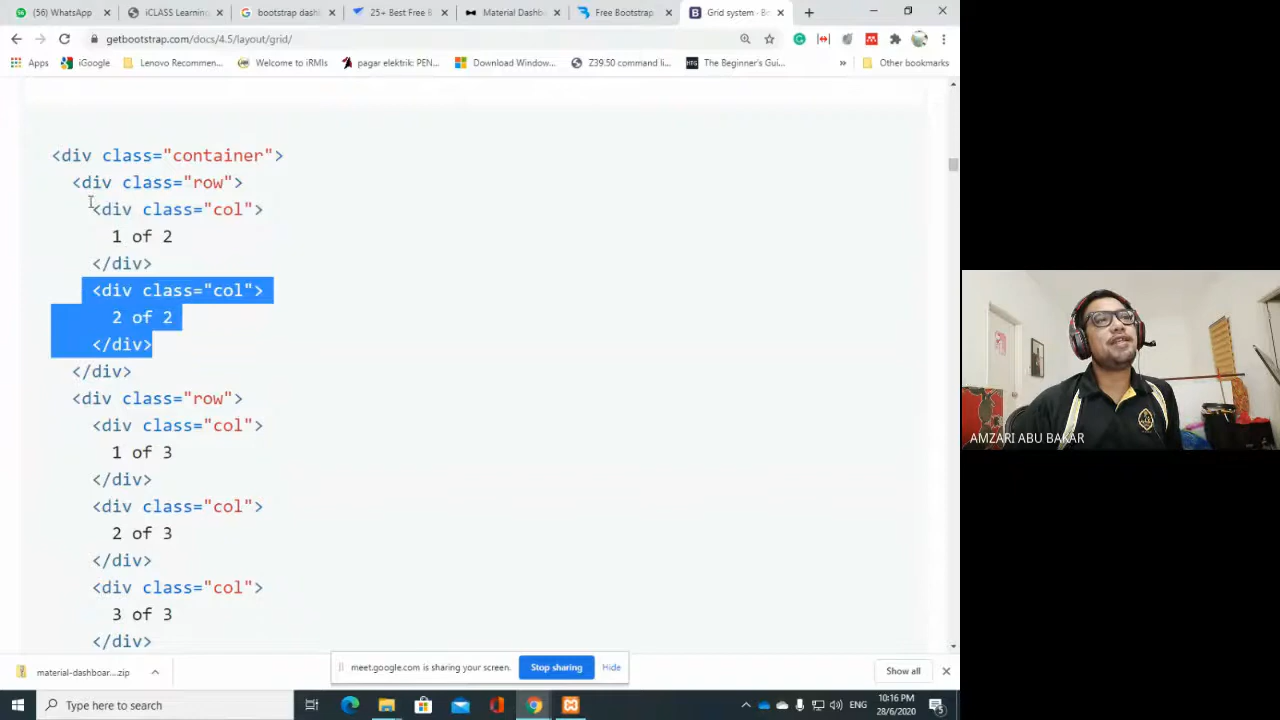 (56) WhatsApp
iCLASS Learning
bootstrap dash
25+ Best Free B
Material Dashbo
Free Bootstrap
Grid system - Bo
getbootstrap.com/docs/4.5/layout/grid/
Apps
iGoogle
Lenovo Recommen...
Welcome to iRMIs
pagar elektrik: PEN...
Download Window...
Z39.50 command li...
The Beginner's Gui...
»
Other bookmarks
<div class="container">
<div class="row">
<div class="col">
1 of 2
</div>
<div class="col">
2 of 2
</div>
</div>
<div class="row">
<div class="col">
1 of 3
</div>
<div class="col">
2 of 3
</div>
<div class="col">
3 of 3
</div>
AMZARI ABU BAKAR
meet.google.com is sharing your screen.
Stop sharing
Hide
material-dashboar....zip
Show all
Type here to search
ENG
10:16 PM
28/6/2020
5